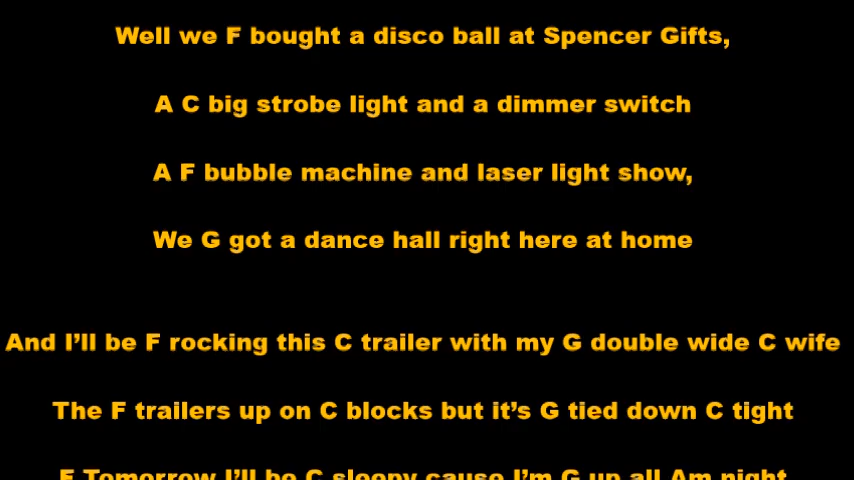 Well we F bought a disco ball at Spencer Gifts,
A C big strobe light and a dimmer switch
A F bubble machine and laser light show,
We G got a dance hall right here at home
And I’ll be F rocking this C trailer with my G double wide C wife
The F trailers up on C blocks but it’s G tied down C tight
F Tomorrow I’ll be C sloppy cause I’m G up all Am night